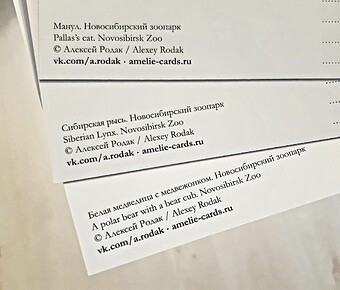 Манул. Новосибирский зоопарк
Pallas's cat. Novosibirsk Zoo
© Алексей Родак / Alexey Rodak
vk.com/a.rodak · amelie-cards.ru
Сибирская рысь. Новосибирский зоопарк
Siberian Lynx. Novosibirsk Zoo
© Алексей Родак / Alexey Rodak
vk.com/a.rodak · amelie-cards.ru
Белая медведица с медвежонком. Новосибирский зоопарк
A polar bear with a bear cub. Novosibirsk Zoo
© Алексей Родак / Alexey Rodak
vk.com/a.rodak · amelie-cards.ru